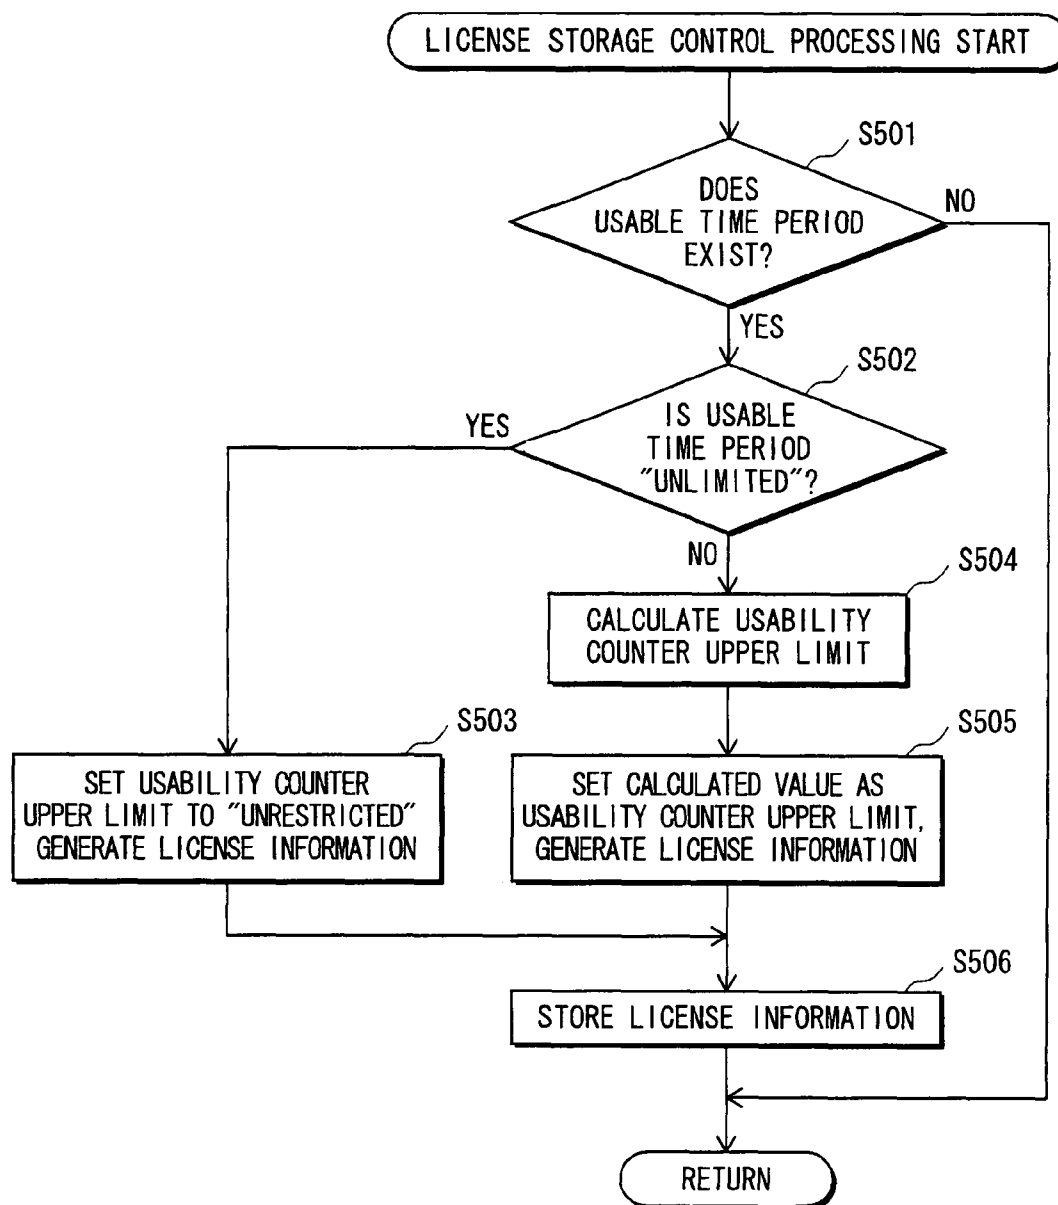 LICENSE STORAGE CONTROL PROCESSING START
S501
DOES
USABLE TIME PERIOD
EXIST?
NO
YES
S502
IS USABLE
TIME PERIOD
"UNLIMITED"?
YES
NO
S504
CALCULATE USABILITY
COUNTER UPPER LIMIT
S503
SET USABILITY COUNTER
UPPER LIMIT TO "UNRESTRICTED"
GENERATE LICENSE INFORMATION
S505
SET CALCULATED VALUE AS
USABILITY COUNTER UPPER LIMIT,
GENERATE LICENSE INFORMATION
S506
STORE LICENSE INFORMATION
RETURN